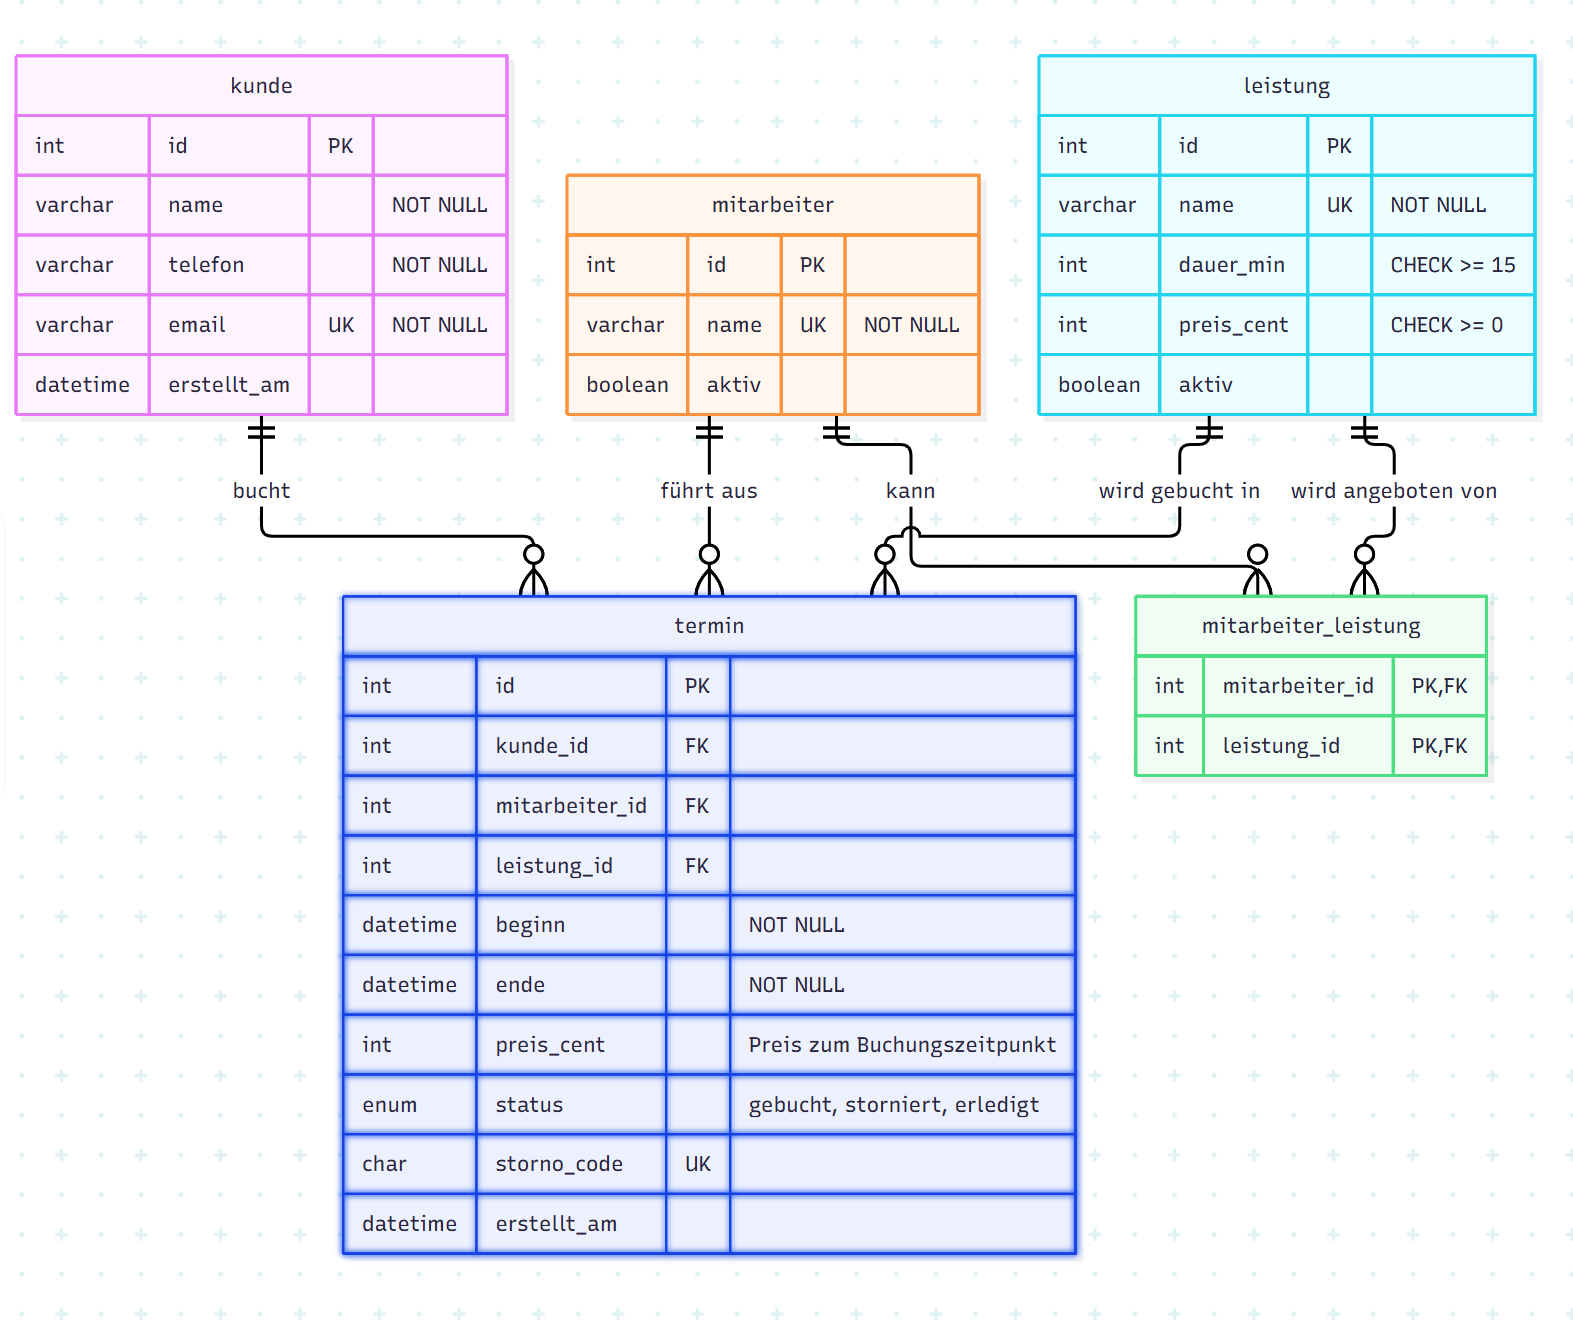 kunde
int id PK
varchar name NOT NULL
varchar telefon NOT NULL
varchar email UK NOT NULL
datetime erstellt_am
mitarbeiter
int id PK
varchar name UK NOT NULL
boolean aktiv
leistung
int id PK
varchar name UK NOT NULL
int dauer_min CHECK >= 15
int preis_cent CHECK >= 0
boolean aktiv
bucht
führt aus
kann
wird gebucht in
wird angeboten von
termin
int id PK
int kunde_id FK
int mitarbeiter_id FK
int leistung_id FK
datetime beginn NOT NULL
datetime ende NOT NULL
int preis_cent Preis zum Buchungszeitpunkt
enum status gebucht, storniert, erledigt
char storno_code UK
datetime erstellt_am
mitarbeiter_leistung
int mitarbeiter_id PK,FK
int leistung_id PK,FK